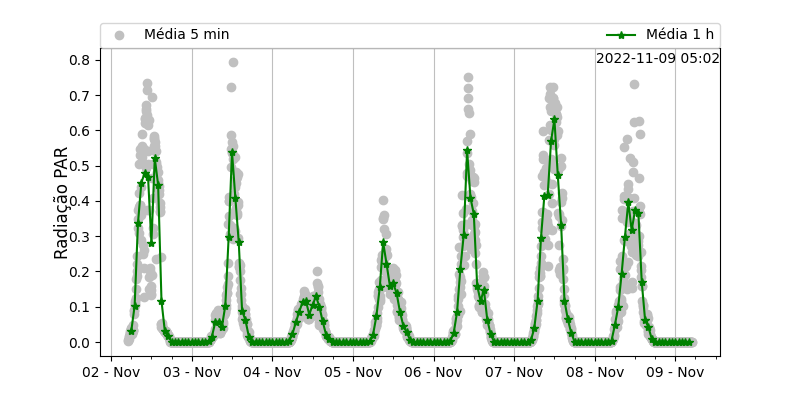 Média 5 min
Média 1 h
2022-11-09 05:02
Radiação PAR
0.8
0.7
0.6
0.5
0.4
0.3
0.2
0.1
0.0
02 - Nov
03 - Nov
04 - Nov
05 - Nov
06 - Nov
07 - Nov
08 - Nov
09 - Nov